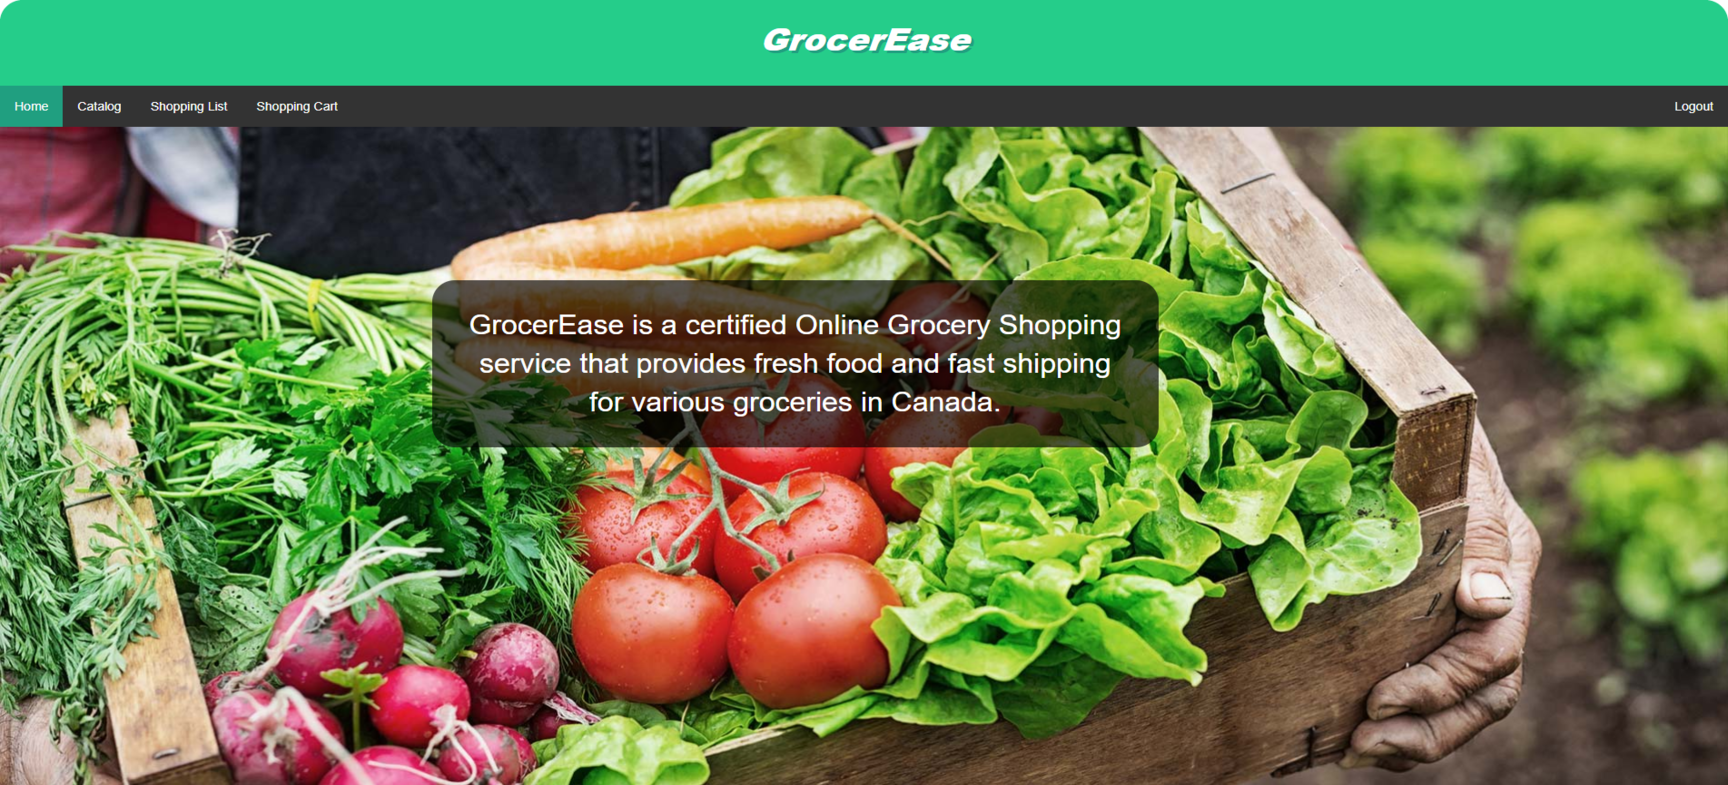 GrocerEase
Home Catalog Shopping List Shopping Cart Logout
GrocerEase is a certified Online Grocery Shopping
service that provides fresh food and fast shipping
for various groceries in Canada.